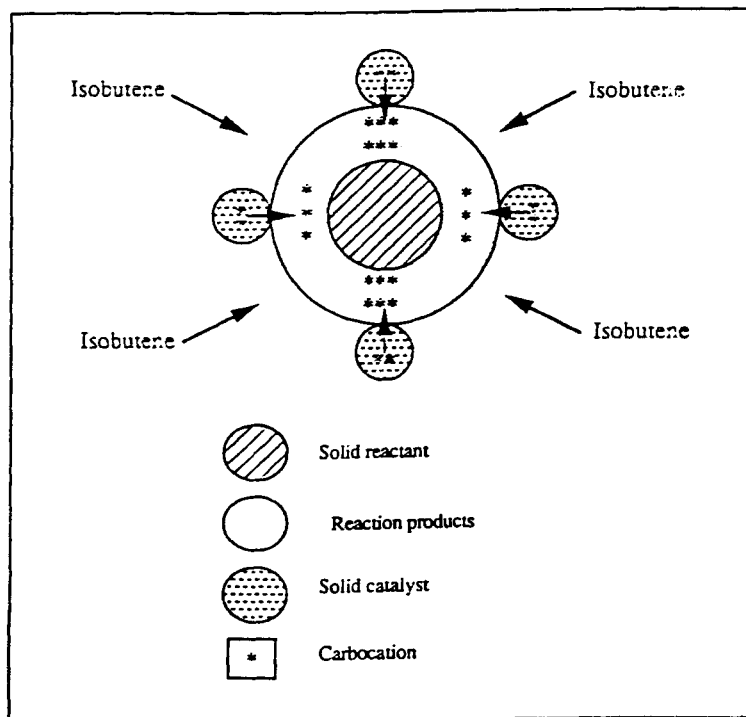 Isobutene
Isobutene
Isobutene
Isobutene
Solid reactant
Reaction products
Solid catalyst
Carbocation